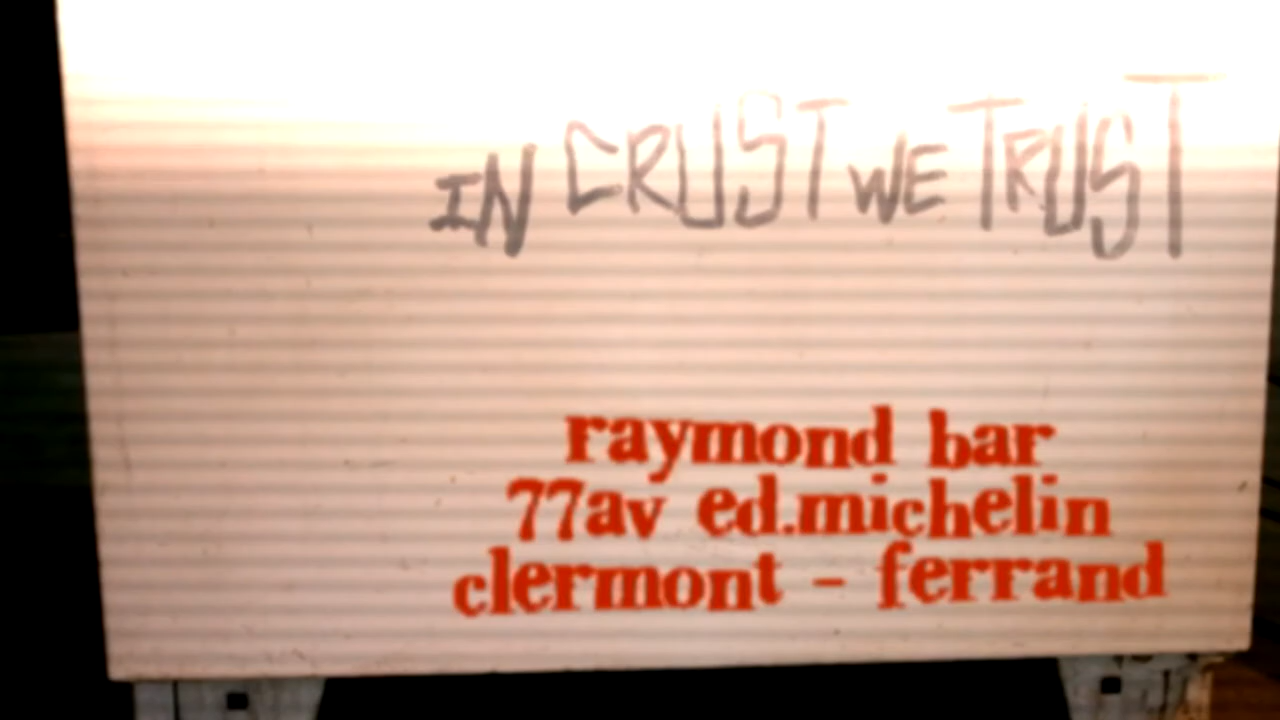 IN CRUST WE TRUST
raymond bar
77av ed.michelin
clermont - ferrand